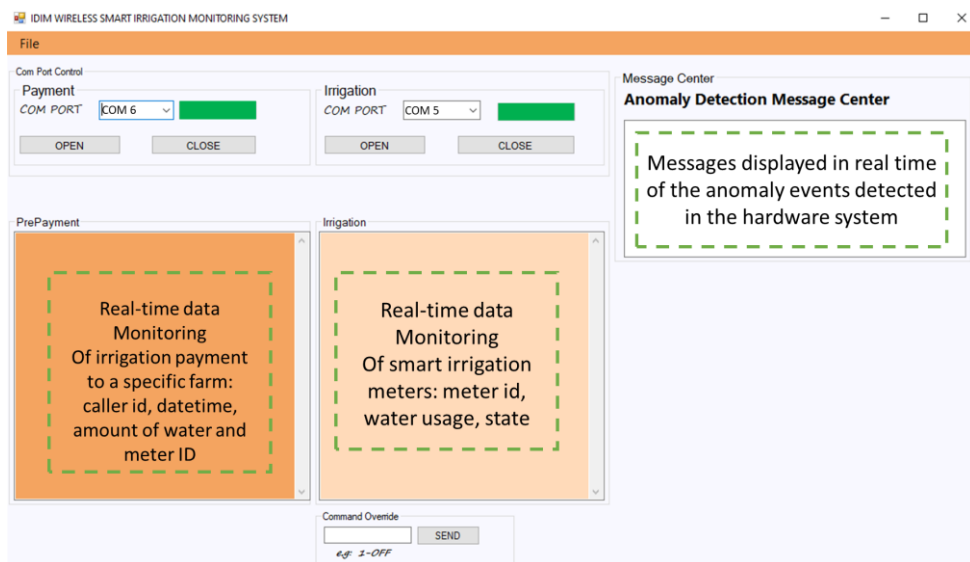 IDIM WIRELESS SMART IRRIGATION MONITORING SYSTEM
File
Com Port Control
Payment
COM PORT
COM 6
OPEN
CLOSE
Irrigation
COM PORT
COM 5
OPEN
CLOSE
Message Center
Anomaly Detection Message Center
Messages displayed in real time
of the anomaly events detected
in the hardware system
PrePayment
Real-time data
Monitoring
Of irrigation payment
to a specific farm:
caller id, datetime,
amount of water and
meter ID
Irrigation
Real-time data
Monitoring
Of smart irrigation
meters: meter id,
water usage, state
Command Override
SEND
e.g: 1-OFF